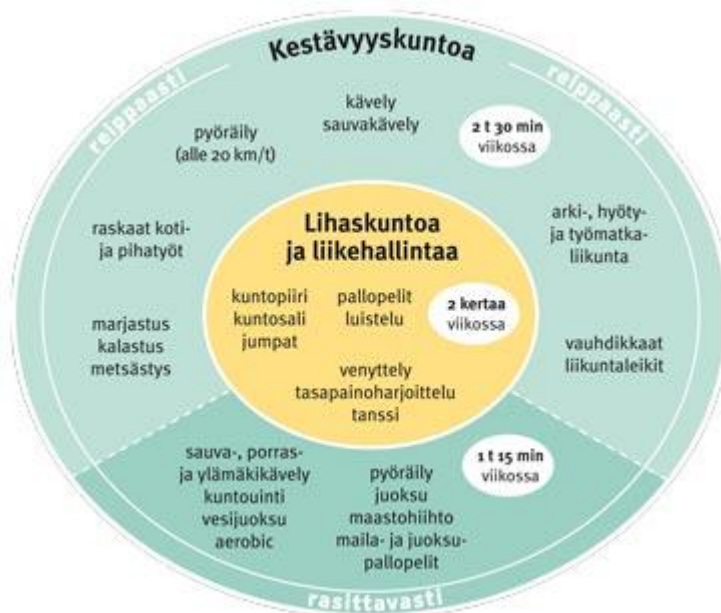 Kestävyyskuntoa
reippaasti
reippaasti
kävely
sauvakävely
2 t 30 min
viikossa
pyöräily
(alle 20 km/t)
raskaat koti-
ja pihatyöt
arki-, hyöty-
ja työmatka-
liikunta
marjastus
kalastus
metsästys
vauhdikkaat
liikuntaleikit
Lihaskuntoa
ja liikehallintaa
kuntopiiri
kuntosali
jumpat
pallopelit
luistelu
2 kertaa
viikossa
venyttely
tasapainoharjoittelu
tanssi
sauva-, porras-
ja ylämäkikävely
kuntouinti
vesijuoksu
aerobic
pyöräily
juoksu
maastohiihto
maila- ja juoksu-
pallopelit
1 t 15 min
viikossa
rasittavasti